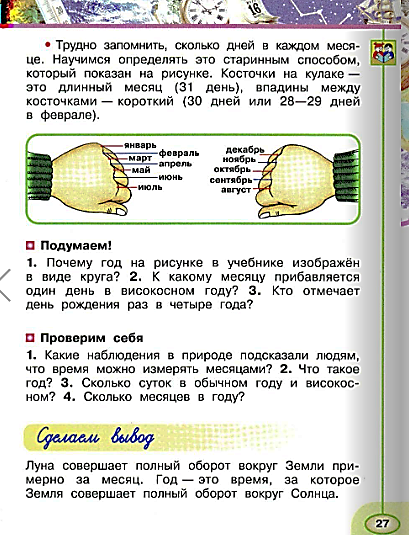 • Трудно запомнить, сколько дней в каждом меся-
це. Научимся определять это старинным способом,
который показан на рисунке. Косточки на кулаке —
это длинный месяц (31 день), впадины между
косточками — короткий (30 дней или 28—29 дней
в феврале).
январь
февраль
март
апрель
май
июнь
июль
декабрь
ноябрь
октябрь
сентябрь
август
Подумаем!
1. Почему год на рисунке в учебнике изображён
в виде круга? 2. К какому месяцу прибавляется
один день в високосном году? 3. Кто отмечает
день рождения раз в четыре года?
Проверим себя
1. Какие наблюдения в природе подсказали людям,
что время можно измерять месяцами? 2. Что такое
год? 3. Сколько суток в обычном году и високос-
ном? 4. Сколько месяцев в году?
Сделаем вывод
Луна совершает полный оборот вокруг Земли при-
мерно за месяц. Год — это время, за которое
Земля совершает полный оборот вокруг Солнца.
27